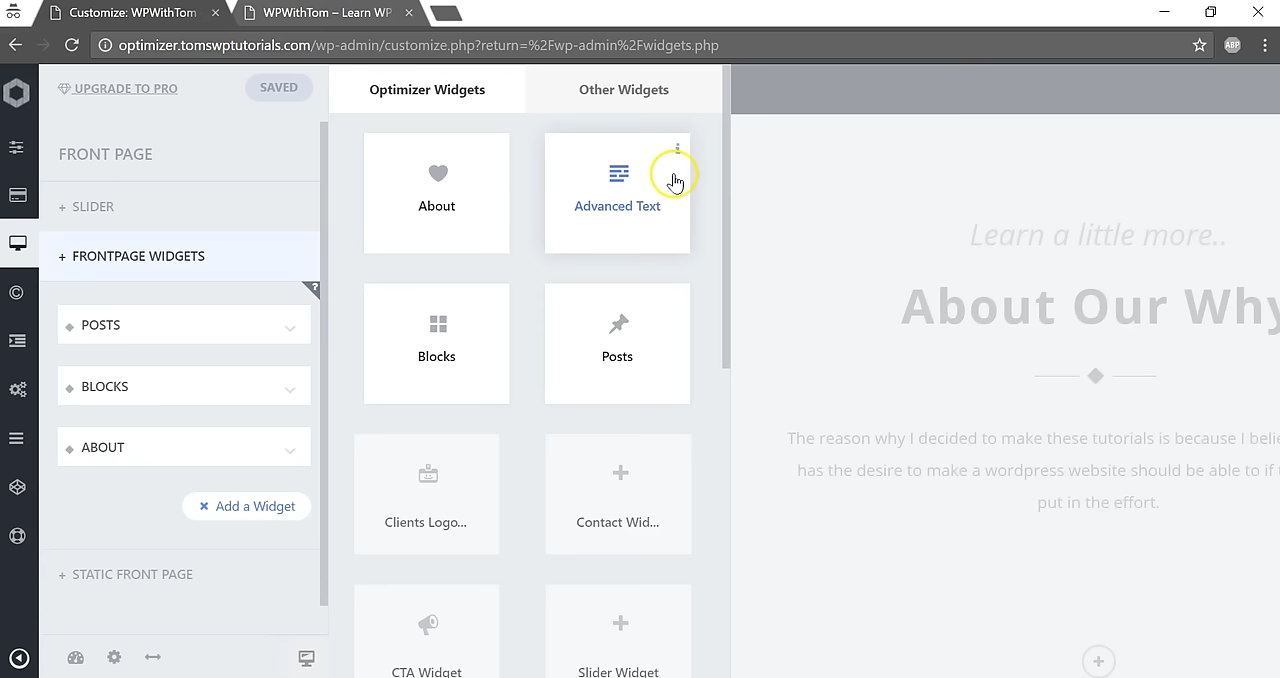 Customize: WPWithTom
WPWithTom – Learn WP
optimizer.tomswptutorials.com/wp-admin/customize.php?return=%2Fwp-admin%2Fwidgets.php
ABP
UPGRADE TO PRO
SAVED
FRONT PAGE
+ SLIDER
+ FRONTPAGE WIDGETS
?
POSTS
BLOCKS
ABOUT
Add a Widget
+ STATIC FRONT PAGE
Optimizer Widgets
Other Widgets
About
Advanced Text
Blocks
Posts
Clients Logo...
Contact Wid...
CTA Widget
Slider Widget
Learn a little more..
About Our Why
The reason why I decided to make these tutorials is because I belie
has the desire to make a wordpress website should be able to if t
put in the effort.